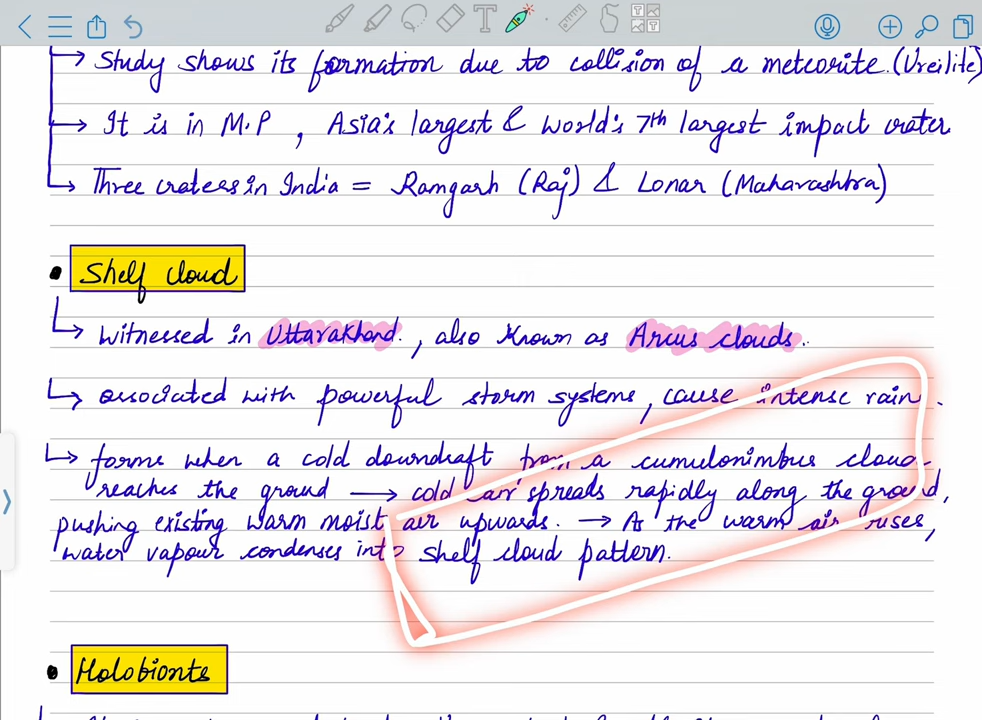 → Study shows its formation due to collision of a meteorite. (Ureilite)
→ It is in M.P, Asia's largest & World's 7th largest impact crater
→ Three craters in India = Ramgarh (Raj) & Lonar (Maharashtra)
• Shelf Cloud
→ Witnessed in Uttarakhand., also known as Arcus clouds.
→ associated with powerful storm systems, cause intense rain.
→ forms when a cold downdraft from a cumulonimbus cloud
reaches the ground → cold air spreads rapidly along the ground,
pushing existing warm moist air upwards. → As the warm air rises,
water vapour condenses into shelf cloud pattern.
• Holobionts